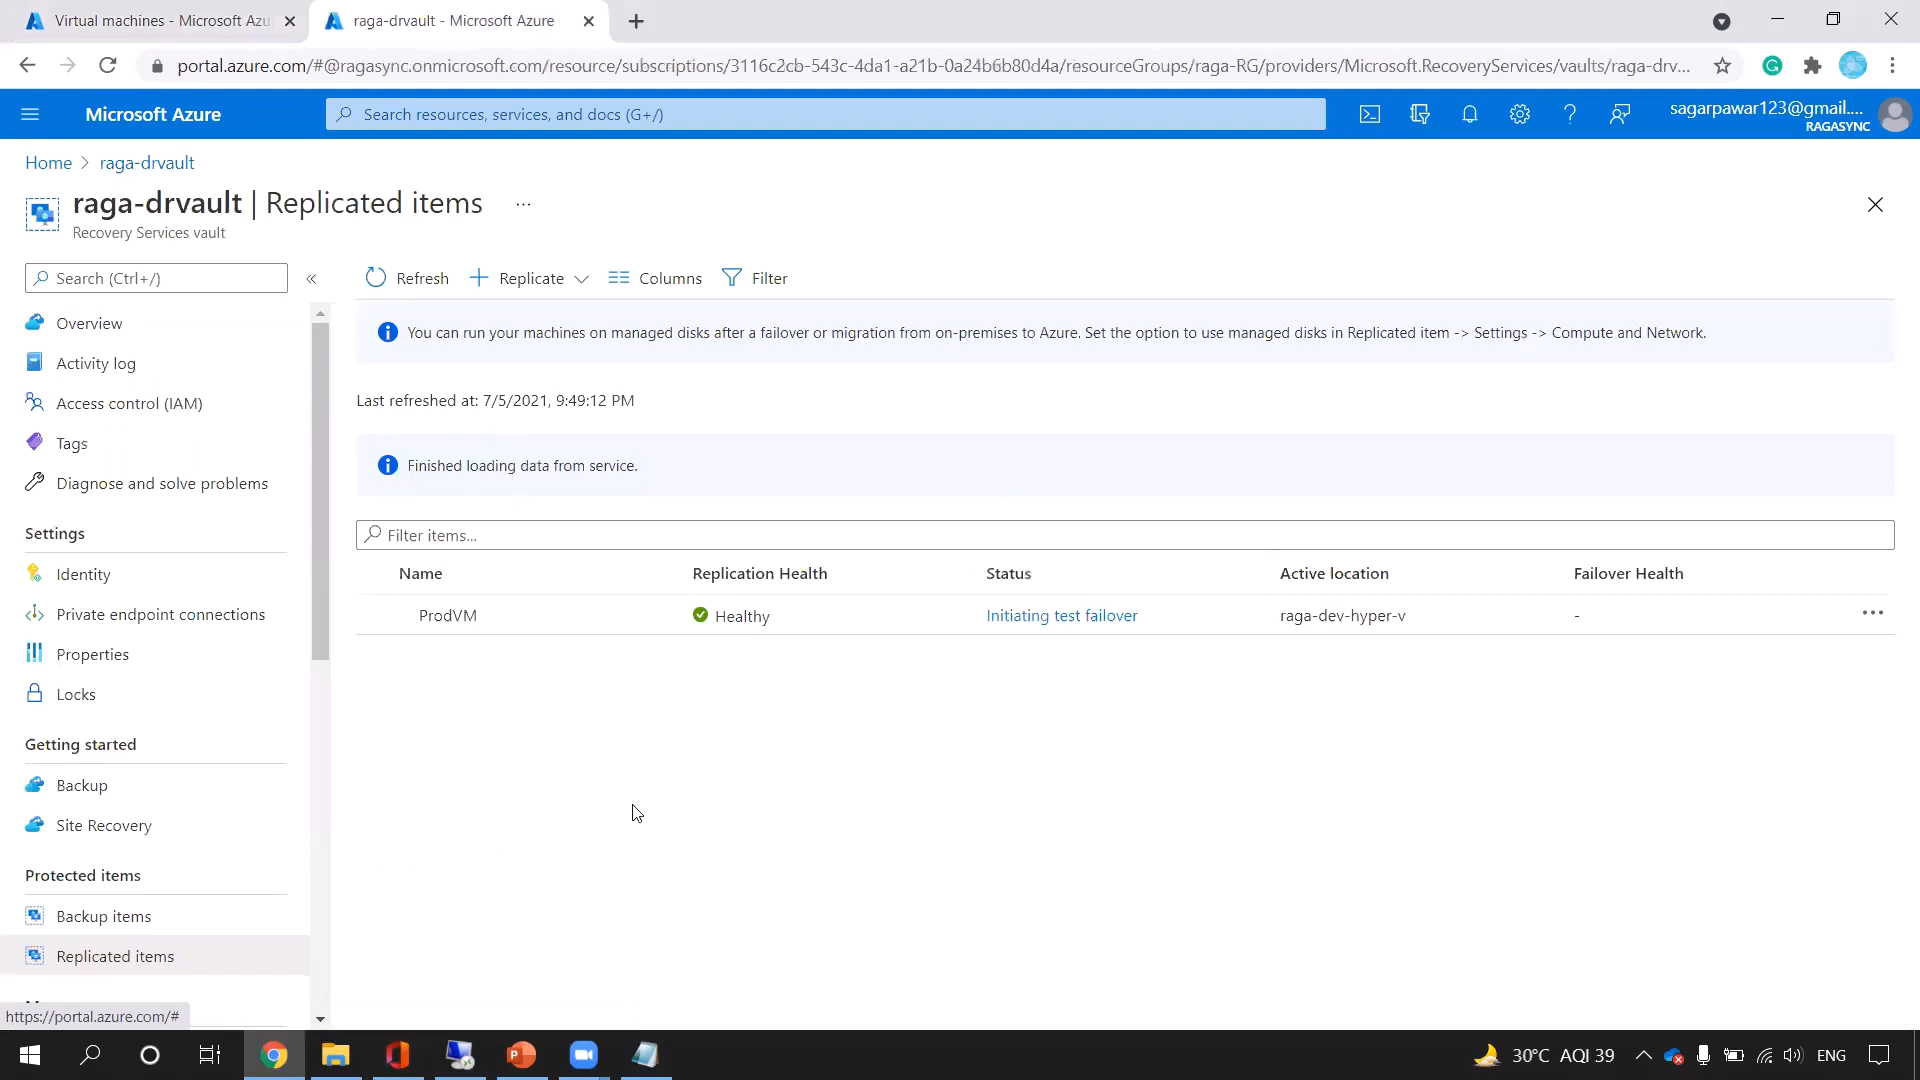 Virtual machines - Microsoft Azu
raga-drvault - Microsoft Azure
portal.azure.com/#@ragasync.onmicrosoft.com/resource/subscriptions/3116c2cb-543c-4da1-a21b-0a24b6b80d4a/resourceGroups/raga-RG/providers/Microsoft.RecoveryServices/vaults/raga-drv...
Microsoft Azure
Search resources, services, and docs (G+/)
sagarpawar123@gmail....
RAGASYNC
Home > raga-drvault
raga-drvault | Replicated items ...
Recovery Services vault
Search (Ctrl+/)
«
Refresh
Replicate
Columns
Filter
Overview
Activity log
Access control (IAM)
Tags
Diagnose and solve problems
Settings
Identity
Private endpoint connections
Properties
Locks
Getting started
Backup
Site Recovery
Protected items
Backup items
Replicated items
https://portal.azure.com/#
You can run your machines on managed disks after a failover or migration from on-premises to Azure. Set the option to use managed disks in Replicated item -> Settings -> Compute and Network.
Last refreshed at: 7/5/2021, 9:49:12 PM
Finished loading data from service.
Filter items...
Name Replication Health Status Active location Failover Health
ProdVM Healthy Initiating test failover raga-dev-hyper-v - ...
30°C AQI 39
ENG